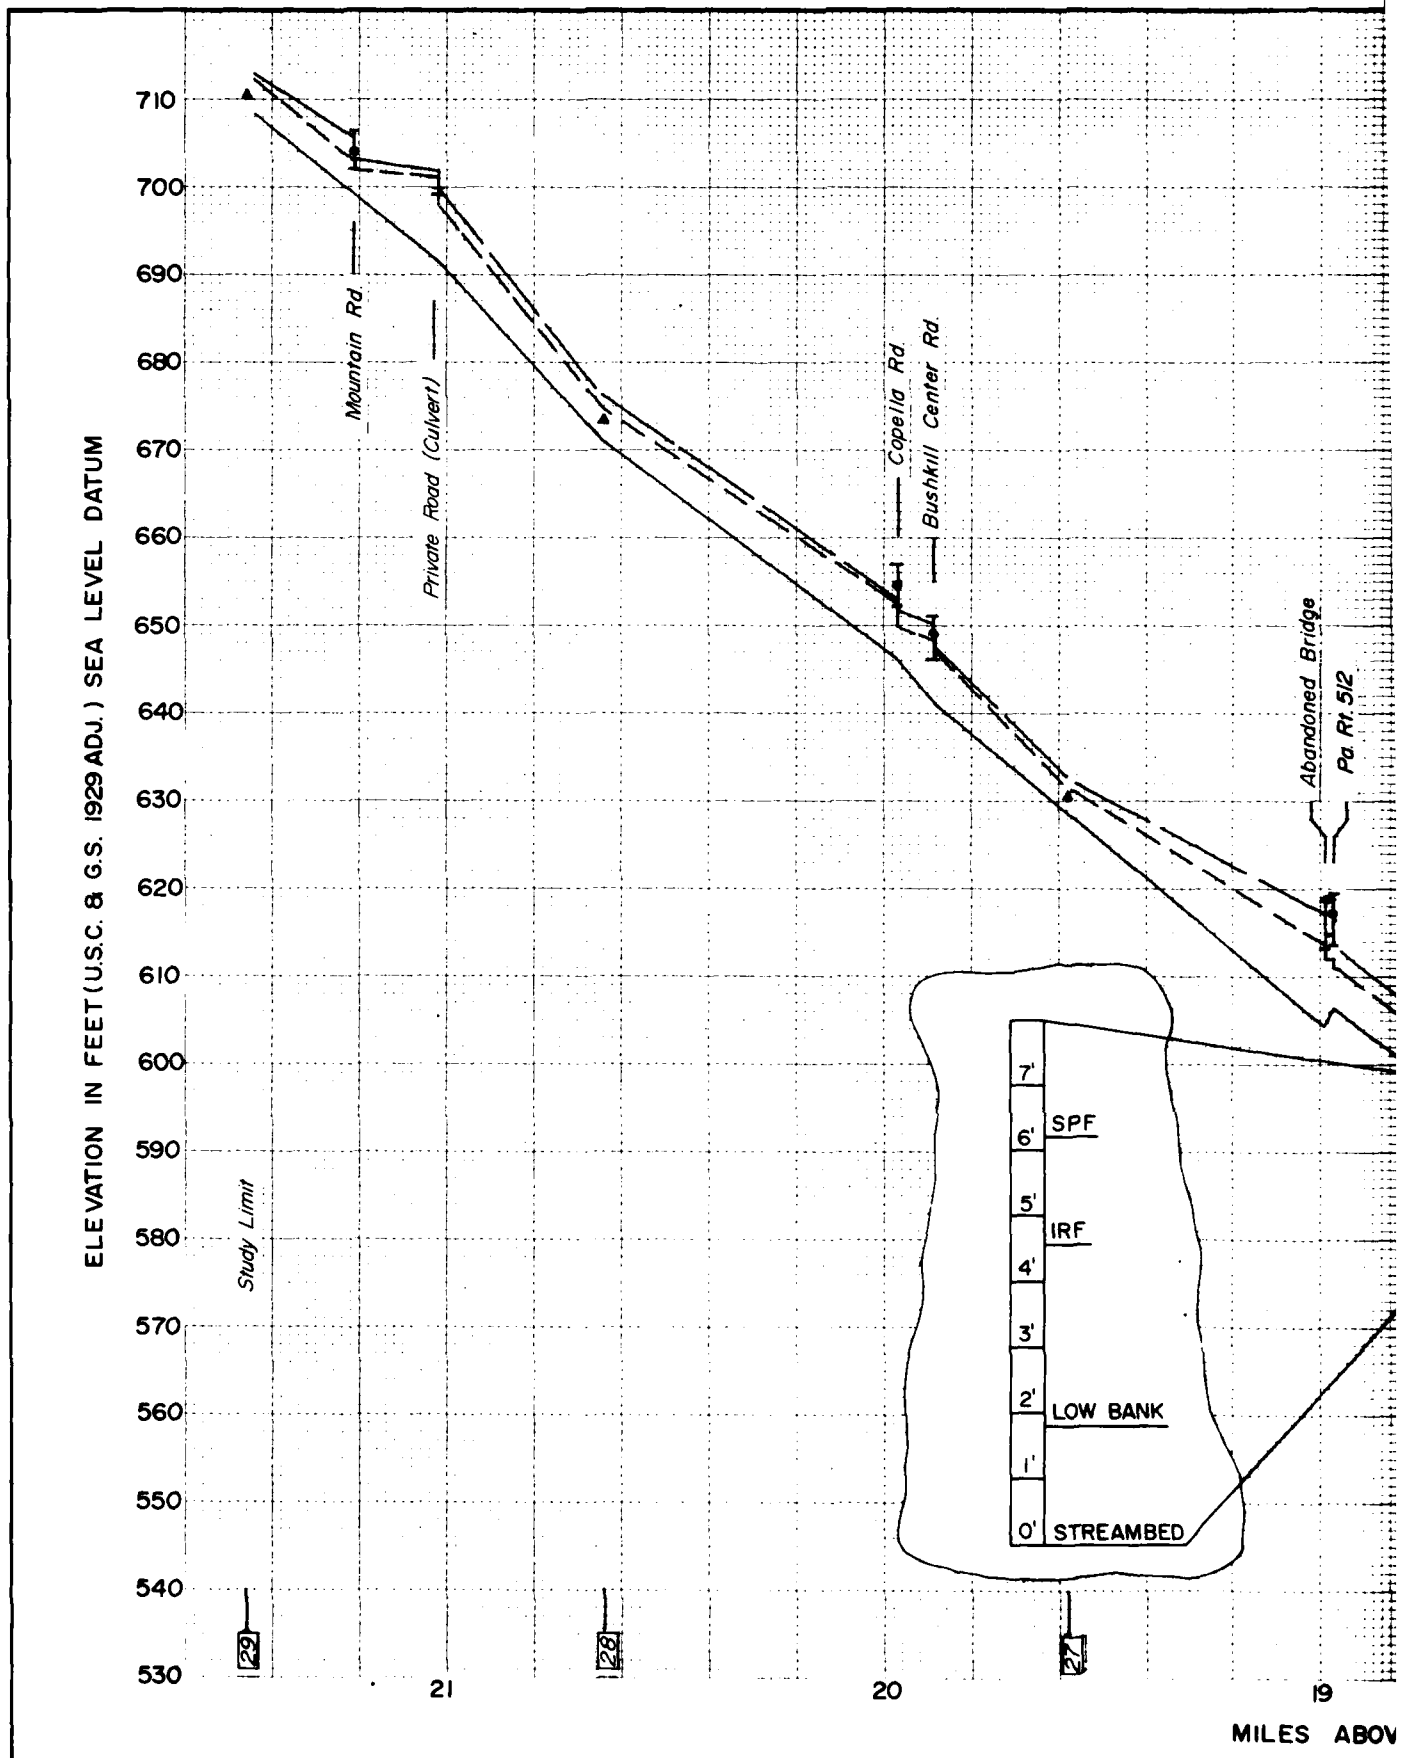 ELEVATION IN FEET (U.S.C. & G.S. 1929 ADJ.) SEA LEVEL DATUM
710
700
690
680
670
660
650
640
630
620
610
600
590
580
570
560
550
540
530
Mountain Rd.
Private Road (Culvert)
Copella Rd.
Bushkill Center Rd.
Abandoned Bridge
Pa. Rt. 512
Study Limit
7'
6'
5'
4'
3'
2'
1'
0'
SPF
IRF
LOW BANK
STREAMBED
29
28
27
21
20
19
MILES ABOV